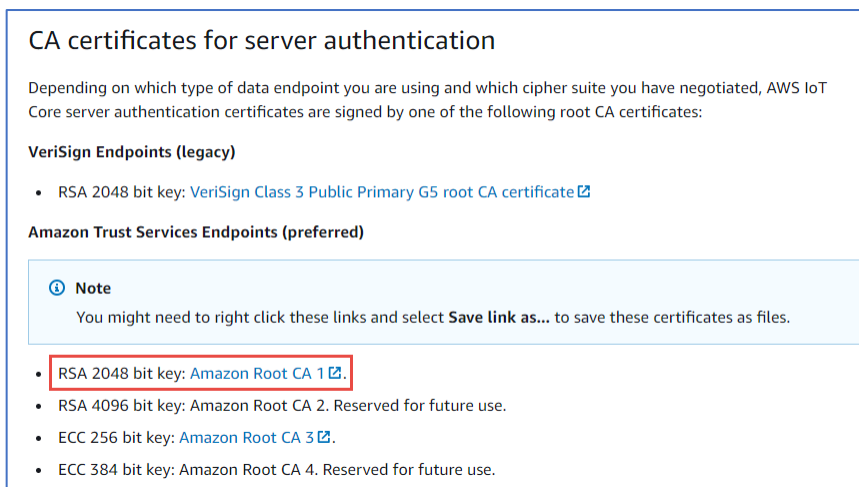 CA certificates for server authentication
Depending on which type of data endpoint you are using and which cipher suite you have negotiated, AWS IoT
Core server authentication certificates are signed by one of the following root CA certificates:
VeriSign Endpoints (legacy)
• RSA 2048 bit key: VeriSign Class 3 Public Primary G5 root CA certificate
Amazon Trust Services Endpoints (preferred)
Note
You might need to right click these links and select Save link as... to save these certificates as files.
• RSA 2048 bit key: Amazon Root CA 1.
• RSA 4096 bit key: Amazon Root CA 2. Reserved for future use.
• ECC 256 bit key: Amazon Root CA 3.
• ECC 384 bit key: Amazon Root CA 4. Reserved for future use.